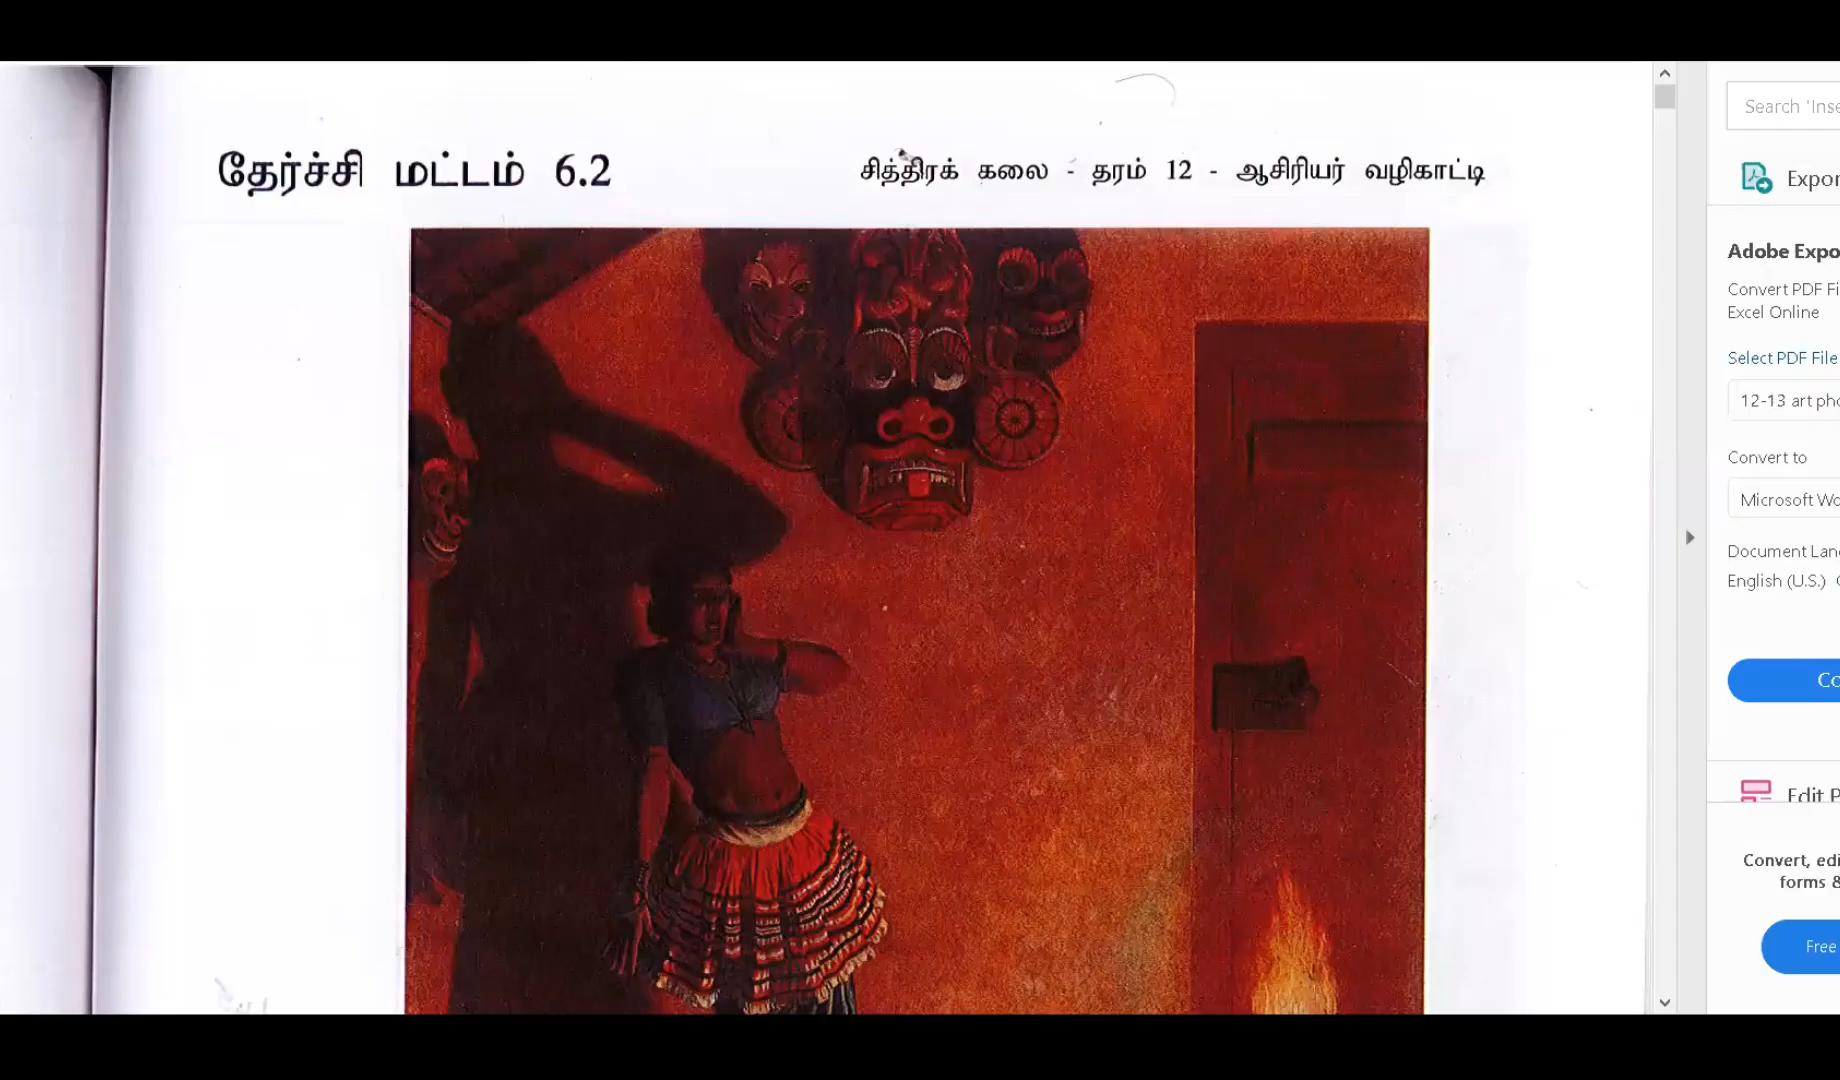 தேர்ச்சி மட்டம் 6.2
சித்திரக் கலை - தரம் 12 - ஆசிரியர் வழிகாட்டி
Search 'Inse
Expor
Adobe Expo
Convert PDF Fi
Excel Online
Select PDF File
12-13 art pho
Convert to
Microsoft Wo
Document Lan
English (U.S.)
Co
Edit P
Convert, edi
forms &
Free